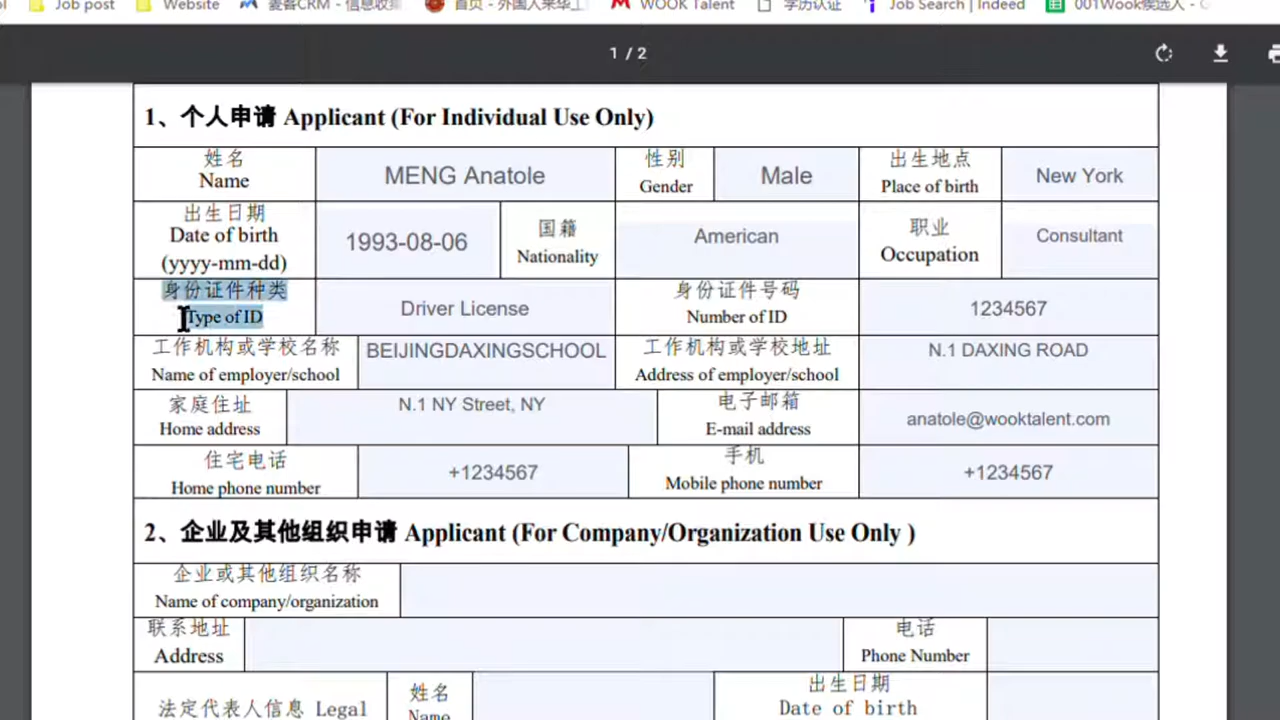 Job post Website 麦客CRM - 信息收集 首页 - 外国人来华工 WOOK Talent 学历认证 Job Search | Indeed 001Wook候选人 -
1 / 2
1、个人申请 Applicant (For Individual Use Only)
姓名
Name
MENG Anatole
性别
Gender
Male
出生地点
Place of birth
New York
出生日期
Date of birth
(yyyy-mm-dd)
1993-08-06
国籍
Nationality
American
职业
Occupation
Consultant
身份证件种类
Type of ID
Driver License
身份证件号码
Number of ID
1234567
工作机构或学校名称
Name of employer/school
BEIJINGDAXINGSCHOOL
工作机构或学校地址
Address of employer/school
N.1 DAXING ROAD
家庭住址
Home address
N.1 NY Street, NY
电子邮箱
E-mail address
anatole@wooktalent.com
住宅电话
Home phone number
+1234567
手机
Mobile phone number
+1234567
2、企业及其他组织申请 Applicant (For Company/Organization Use Only )
企业或其他组织名称
Name of company/organization
联系地址
Address
电话
Phone Number
法定代表人信息 Legal
姓名
Name
出生日期
Date of birth